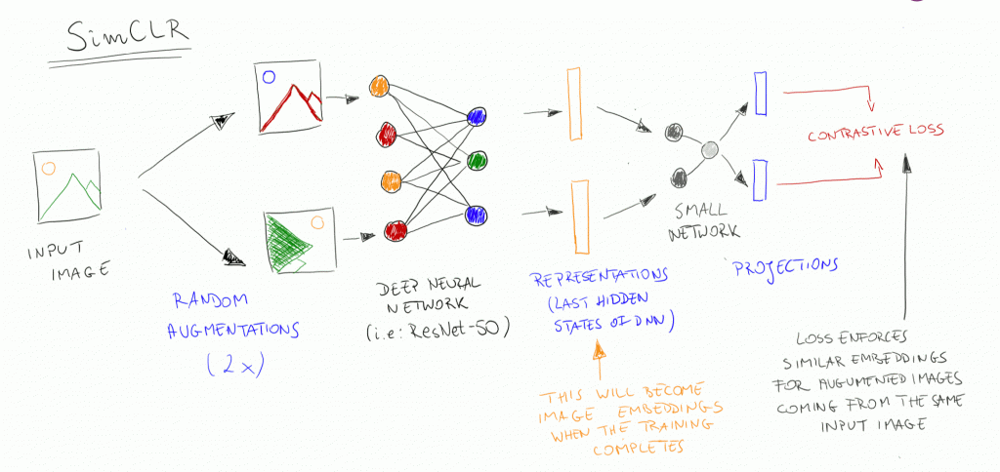 SimCLR
INPUT
IMAGE
RANDOM
AUGMENTATIONS
(2x)
DEEP NEURAL
NETWORK
(i.e: ResNet-50)
REPRESENTATIONS
(LAST HIDDEN
STATES OF DNN)
THIS WILL BECOME
IMAGE EMBEDDINGS
WHEN THE TRAINING
COMPLETES
SMALL
NETWORK
PROJECTIONS
CONTRASTIVE LOSS
LOSS ENFORCES
SIMILAR EMBEDDINGS
FOR AUGUMENTED IMAGES
COMING FROM THE SAME
INPUT IMAGE